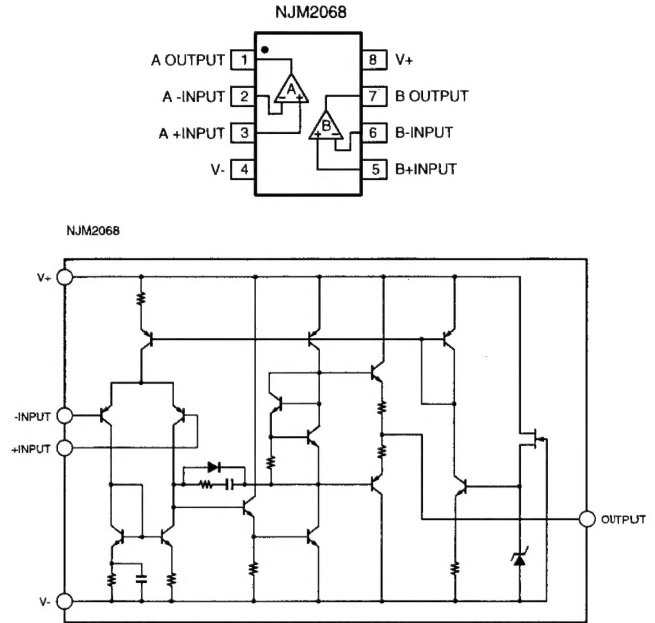 NJM2068
A OUTPUT 1 8 V+
A
A -INPUT 2 7 B OUTPUT
B
A +INPUT 3 6 B-INPUT
V- 4 5 B+INPUT
NJM2068
V+
-INPUT
+INPUT
OUTPUT
V-